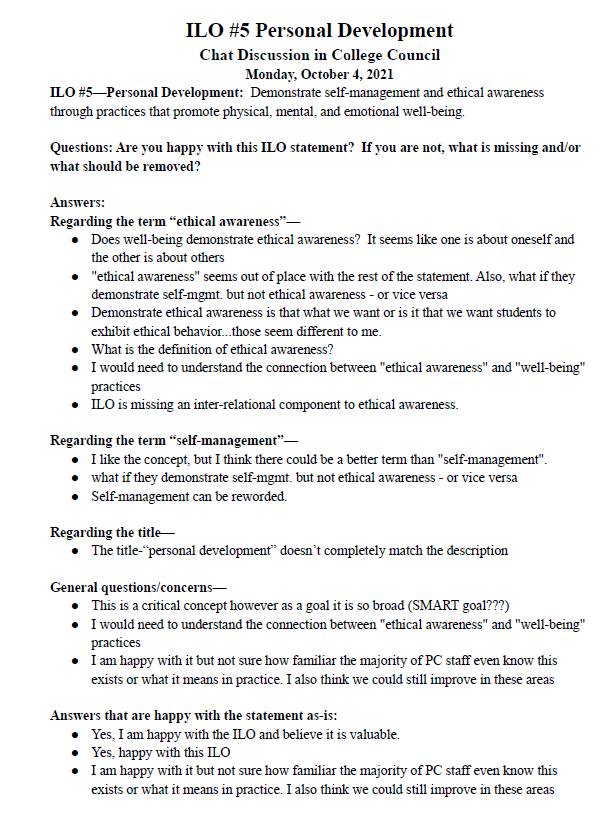 ILO #5 Personal Development
Chat Discussion in College Council
Monday, October 4, 2021
ILO #5—Personal Development:  Demonstrate self-management and ethical awareness
through practices that promote physical, mental, and emotional well-being.
Questions: Are you happy with this ILO statement?  If you are not, what is missing and/or
what should be removed?
Answers:
Regarding the term “ethical awareness”—
● Does well-being demonstrate ethical awareness?  It seems like one is about oneself and
the other is about others
● "ethical awareness" seems out of place with the rest of the statement. Also, what if they
demonstrate self-mgmt. but not ethical awareness - or vice versa
● Demonstrate ethical awareness is that what we want or is it that we want students to
exhibit ethical behavior...those seem different to me.
● What is the definition of ethical awareness?
● I would need to understand the connection between "ethical awareness" and "well-being"
practices
● ILO is missing an inter-relational component to ethical awareness.
Regarding the term “self-management”—
● I like the concept, but I think there could be a better term than "self-management".
● what if they demonstrate self-mgmt. but not ethical awareness - or vice versa
● Self-management can be reworded.
Regarding the title—
● The title-“personal development” doesn’t completely match the description
General questions/concerns—
● This is a critical concept however as a goal it is so broad (SMART goal???)
● I would need to understand the connection between "ethical awareness" and "well-being"
practices
● I am happy with it but not sure how familiar the majority of PC staff even know this
exists or what it means in practice. I also think we could still improve in these areas
Answers that are happy with the statement as-is:
● Yes, I am happy with the ILO and believe it is valuable.
● Yes, happy with this ILO
● I am happy with it but not sure how familiar the majority of PC staff even know this
exists or what it means in practice. I also think we could still improve in these areas